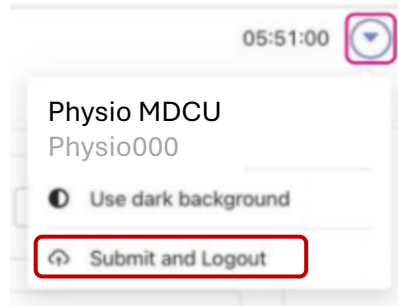 05:51:00
Physio MDCU
Physio000
Use dark background
Submit and Logout